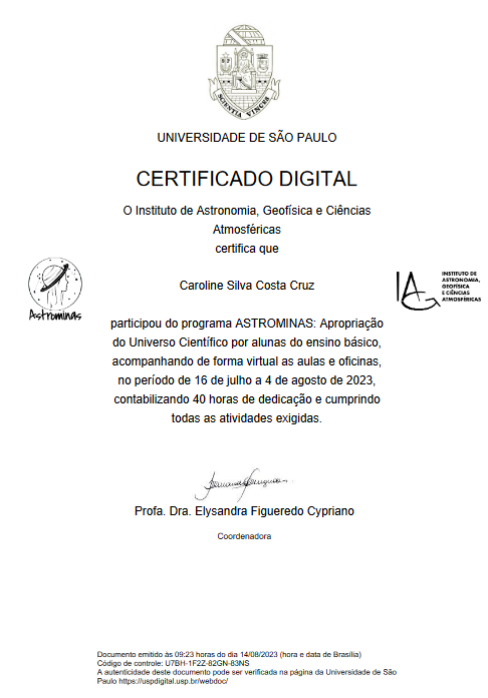 SCIENTIA VINCES
UNIVERSIDADE DE SÃO PAULO
CERTIFICADO DIGITAL
O Instituto de Astronomia, Geofísica e Ciências
Atmosféricas
certifica que
Caroline Silva Costa Cruz
Astrominas
IAG
INSTITUTO DE
ASTRONOMIA,
GEOFÍSICA
E CIÊNCIAS
ATMOSFÉRICAS
participou do programa ASTROMINAS: Apropriação
do Universo Científico por alunas do ensino básico,
acompanhando de forma virtual as aulas e oficinas,
no período de 16 de julho a 4 de agosto de 2023,
contabilizando 40 horas de dedicação e cumprindo
todas as atividades exigidas.
Profa. Dra. Elysandra Figueredo Cypriano
Coordenadora
Documento emitido às 09:23 horas do dia 14/08/2023 (hora e data de Brasília)
Código de controle: U7BH-1F2Z-82GN-83NS
A autenticidade deste documento pode ser verificada na página da Universidade de São
Paulo https://uspdigital.usp.br/webdoc/